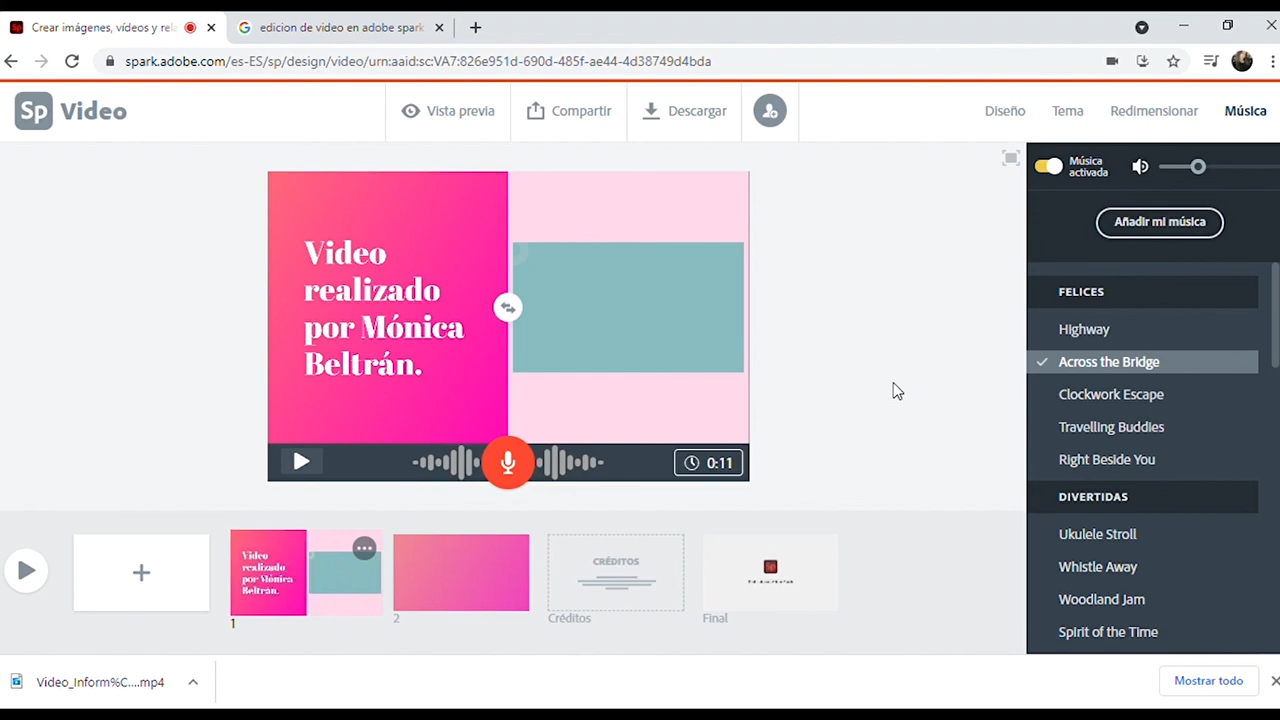 Sp Crear imágenes, vídeos y rel
edicion de video en adobe spark
spark.adobe.com/es-ES/sp/design/video/urn:aaid:sc:VA7:826e951d-690d-485f-ae44-4d38749d4bda
Sp Video
Vista previa
Compartir
Descargar
Diseño
Tema
Redimensionar
Música
Música
activada
Añadir mi música
Video
realizado
por Mónica
Beltrán.
0:11
FELICES
Highway
Across the Bridge
Clockwork Escape
Travelling Buddies
Right Beside You
DIVERTIDAS
Ukulele Stroll
Whistle Away
Woodland Jam
Spirit of the Time
Video
realizado
por Mónica
Beltrán.
1
2
CRÉDITOS
Créditos
Final
Video_Inform%C....mp4
Mostrar todo